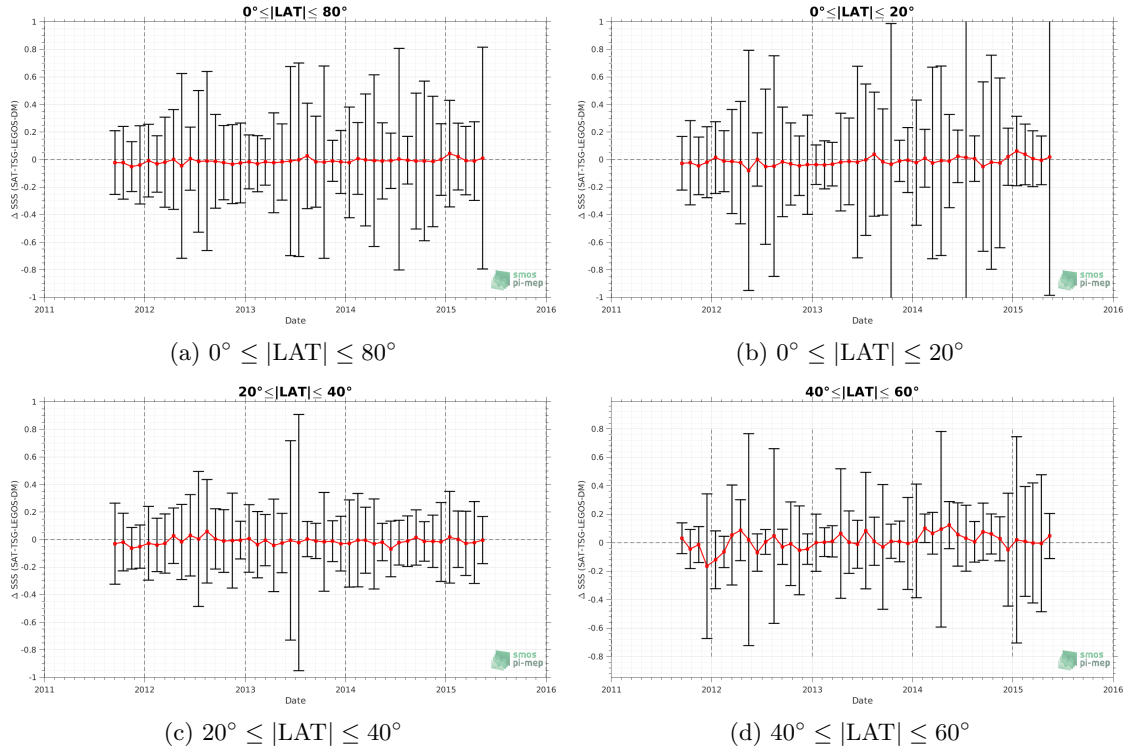 0°≤|LAT|≤ 80°
Δ SSS (SAT-TSG-LEGOS-DM)
1
0.8
0.6
0.4
0.2
0
-0.2
-0.4
-0.6
-0.8
-1
2011 2012 2013 2014 2015 2016
Date
smos
pi-mep
(a) 0° ≤ |LAT| ≤ 80°
0°≤|LAT|≤ 20°
Δ SSS (SAT-TSG-LEGOS-DM)
1
0.8
0.6
0.4
0.2
0
-0.2
-0.4
-0.6
-0.8
-1
2011 2012 2013 2014 2015 2016
Date
smos
pi-mep
(b) 0° ≤ |LAT| ≤ 20°
20°≤|LAT|≤ 40°
Δ SSS (SAT-TSG-LEGOS-DM)
1
0.8
0.6
0.4
0.2
0
-0.2
-0.4
-0.6
-0.8
-1
2011 2012 2013 2014 2015 2016
Date
smos
pi-mep
(c) 20° ≤ |LAT| ≤ 40°
40°≤|LAT|≤ 60°
Δ SSS (SAT-TSG-LEGOS-DM)
0.8
0.6
0.4
0.2
0
-0.2
-0.4
-0.6
-0.8
2011 2012 2013 2014 2015 2016
Date
smos
pi-mep
(d) 40° ≤ |LAT| ≤ 60°